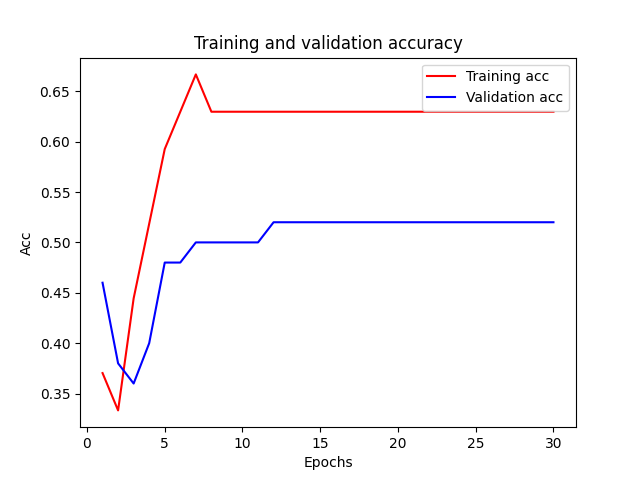 Training and validation accuracy
Training acc
Validation acc
0.65
0.60
0.55
0.50
0.45
0.40
0.35
Acc
0 5 10 15 20 25 30
Epochs